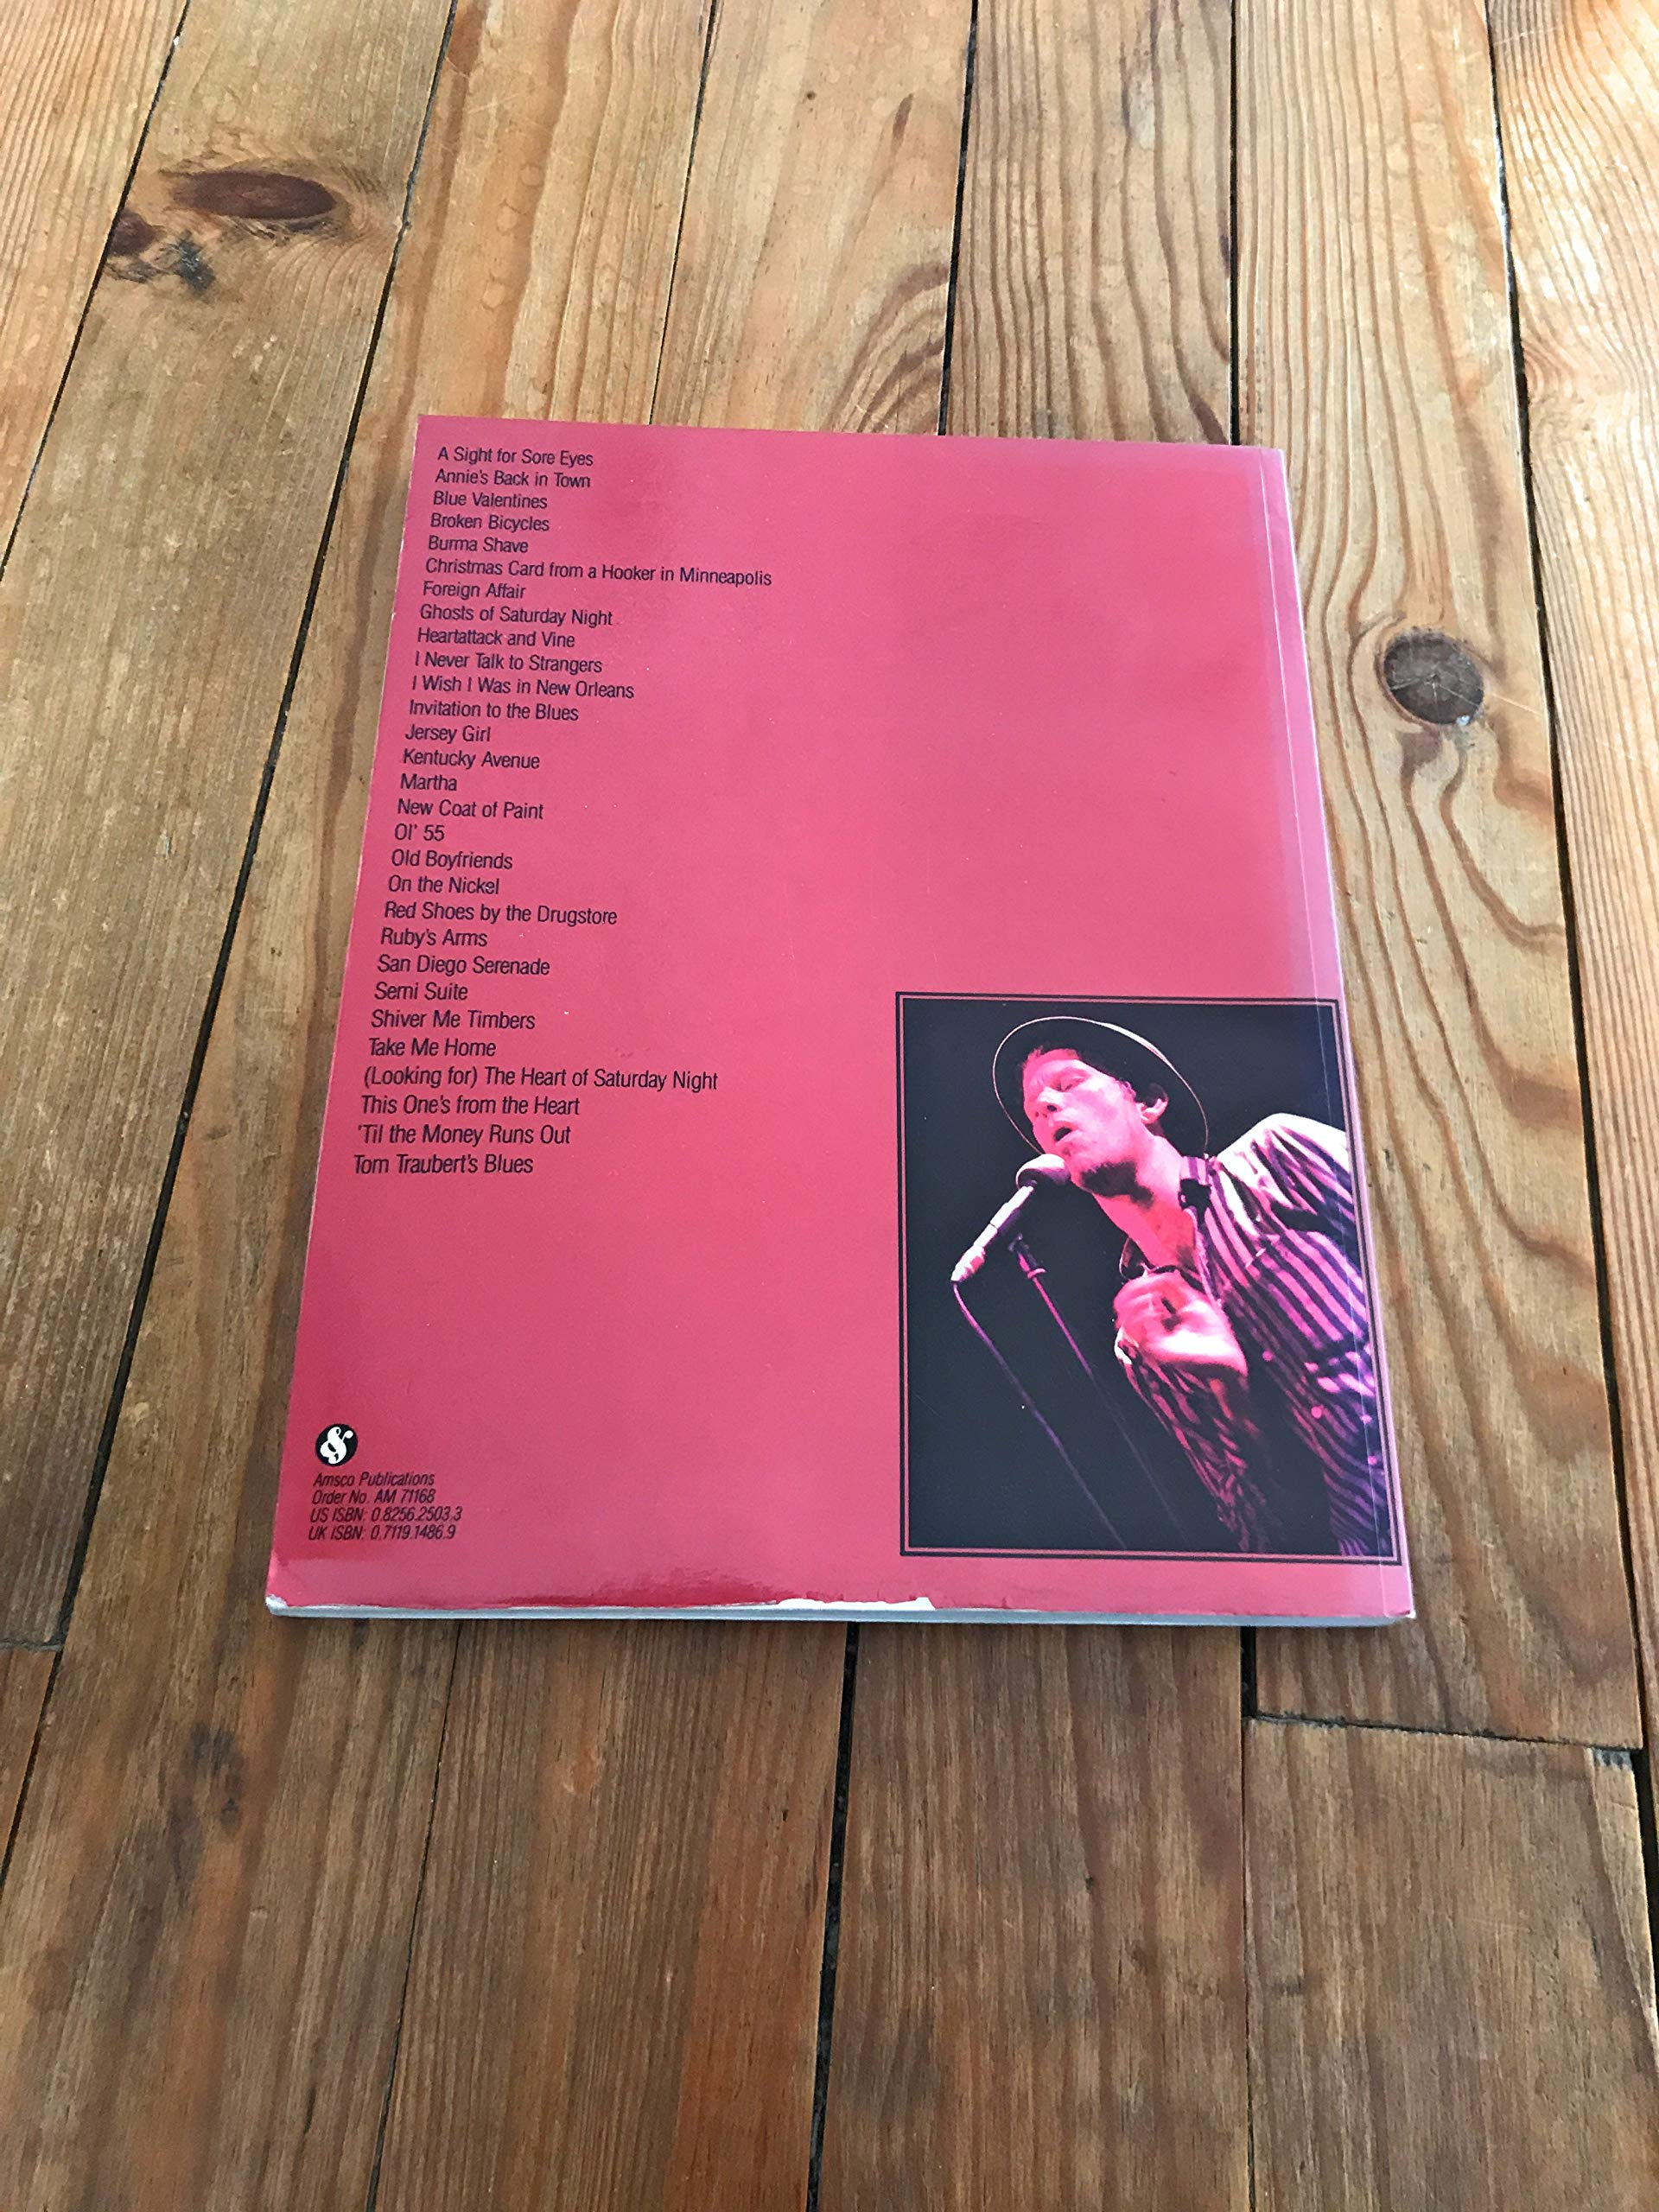 A Sight for Sore Eyes
Annie's Back in Town
Blue Valentines
Broken Bicycles
Burma Shave
Christmas Card from a Hooker in Minneapolis
Foreign Affair
Ghosts of Saturday Night
Heartattack and Vine
I Never Talk to Strangers
I Wish I Was in New Orleans
Invitation to the Blues
Jersey Girl
Kentucky Avenue
Martha
New Coat of Paint
Ol' 55
Old Boyfriends
On the Nickel
Red Shoes by the Drugstore
Ruby's Arms
San Diego Serenade
Semi Suite
Shiver Me Timbers
Take Me Home
(Looking for) The Heart of Saturday Night
This One's from the Heart
'Til the Money Runs Out
Tom Traubert's Blues
Amsco Publications
Order No. AM 71168
US ISBN: 0.8256.2503.3
UK ISBN: 0.7119.1486.9